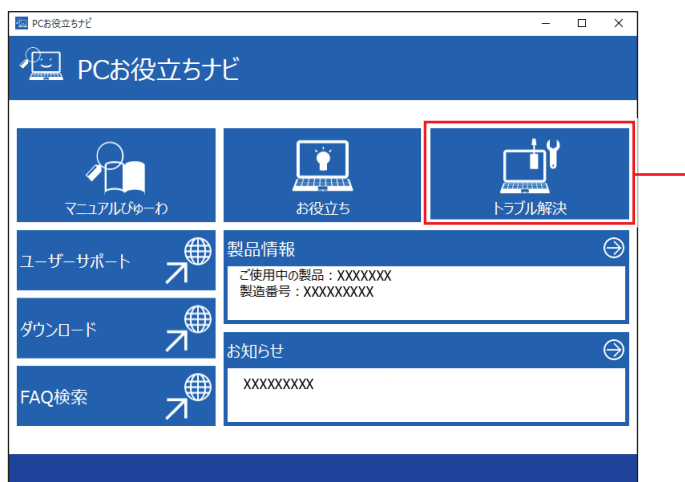 PCお役立ちナビ
PCお役立ちナビ
マニュアルびゅーわ
お役立ち
トラブル解決
ユーザーサポート
製品情報
ご使用中の製品：XXXXXXX
製造番号：XXXXXXXXX
ダウンロード
お知らせ
XXXXXXXXX
FAQ検索